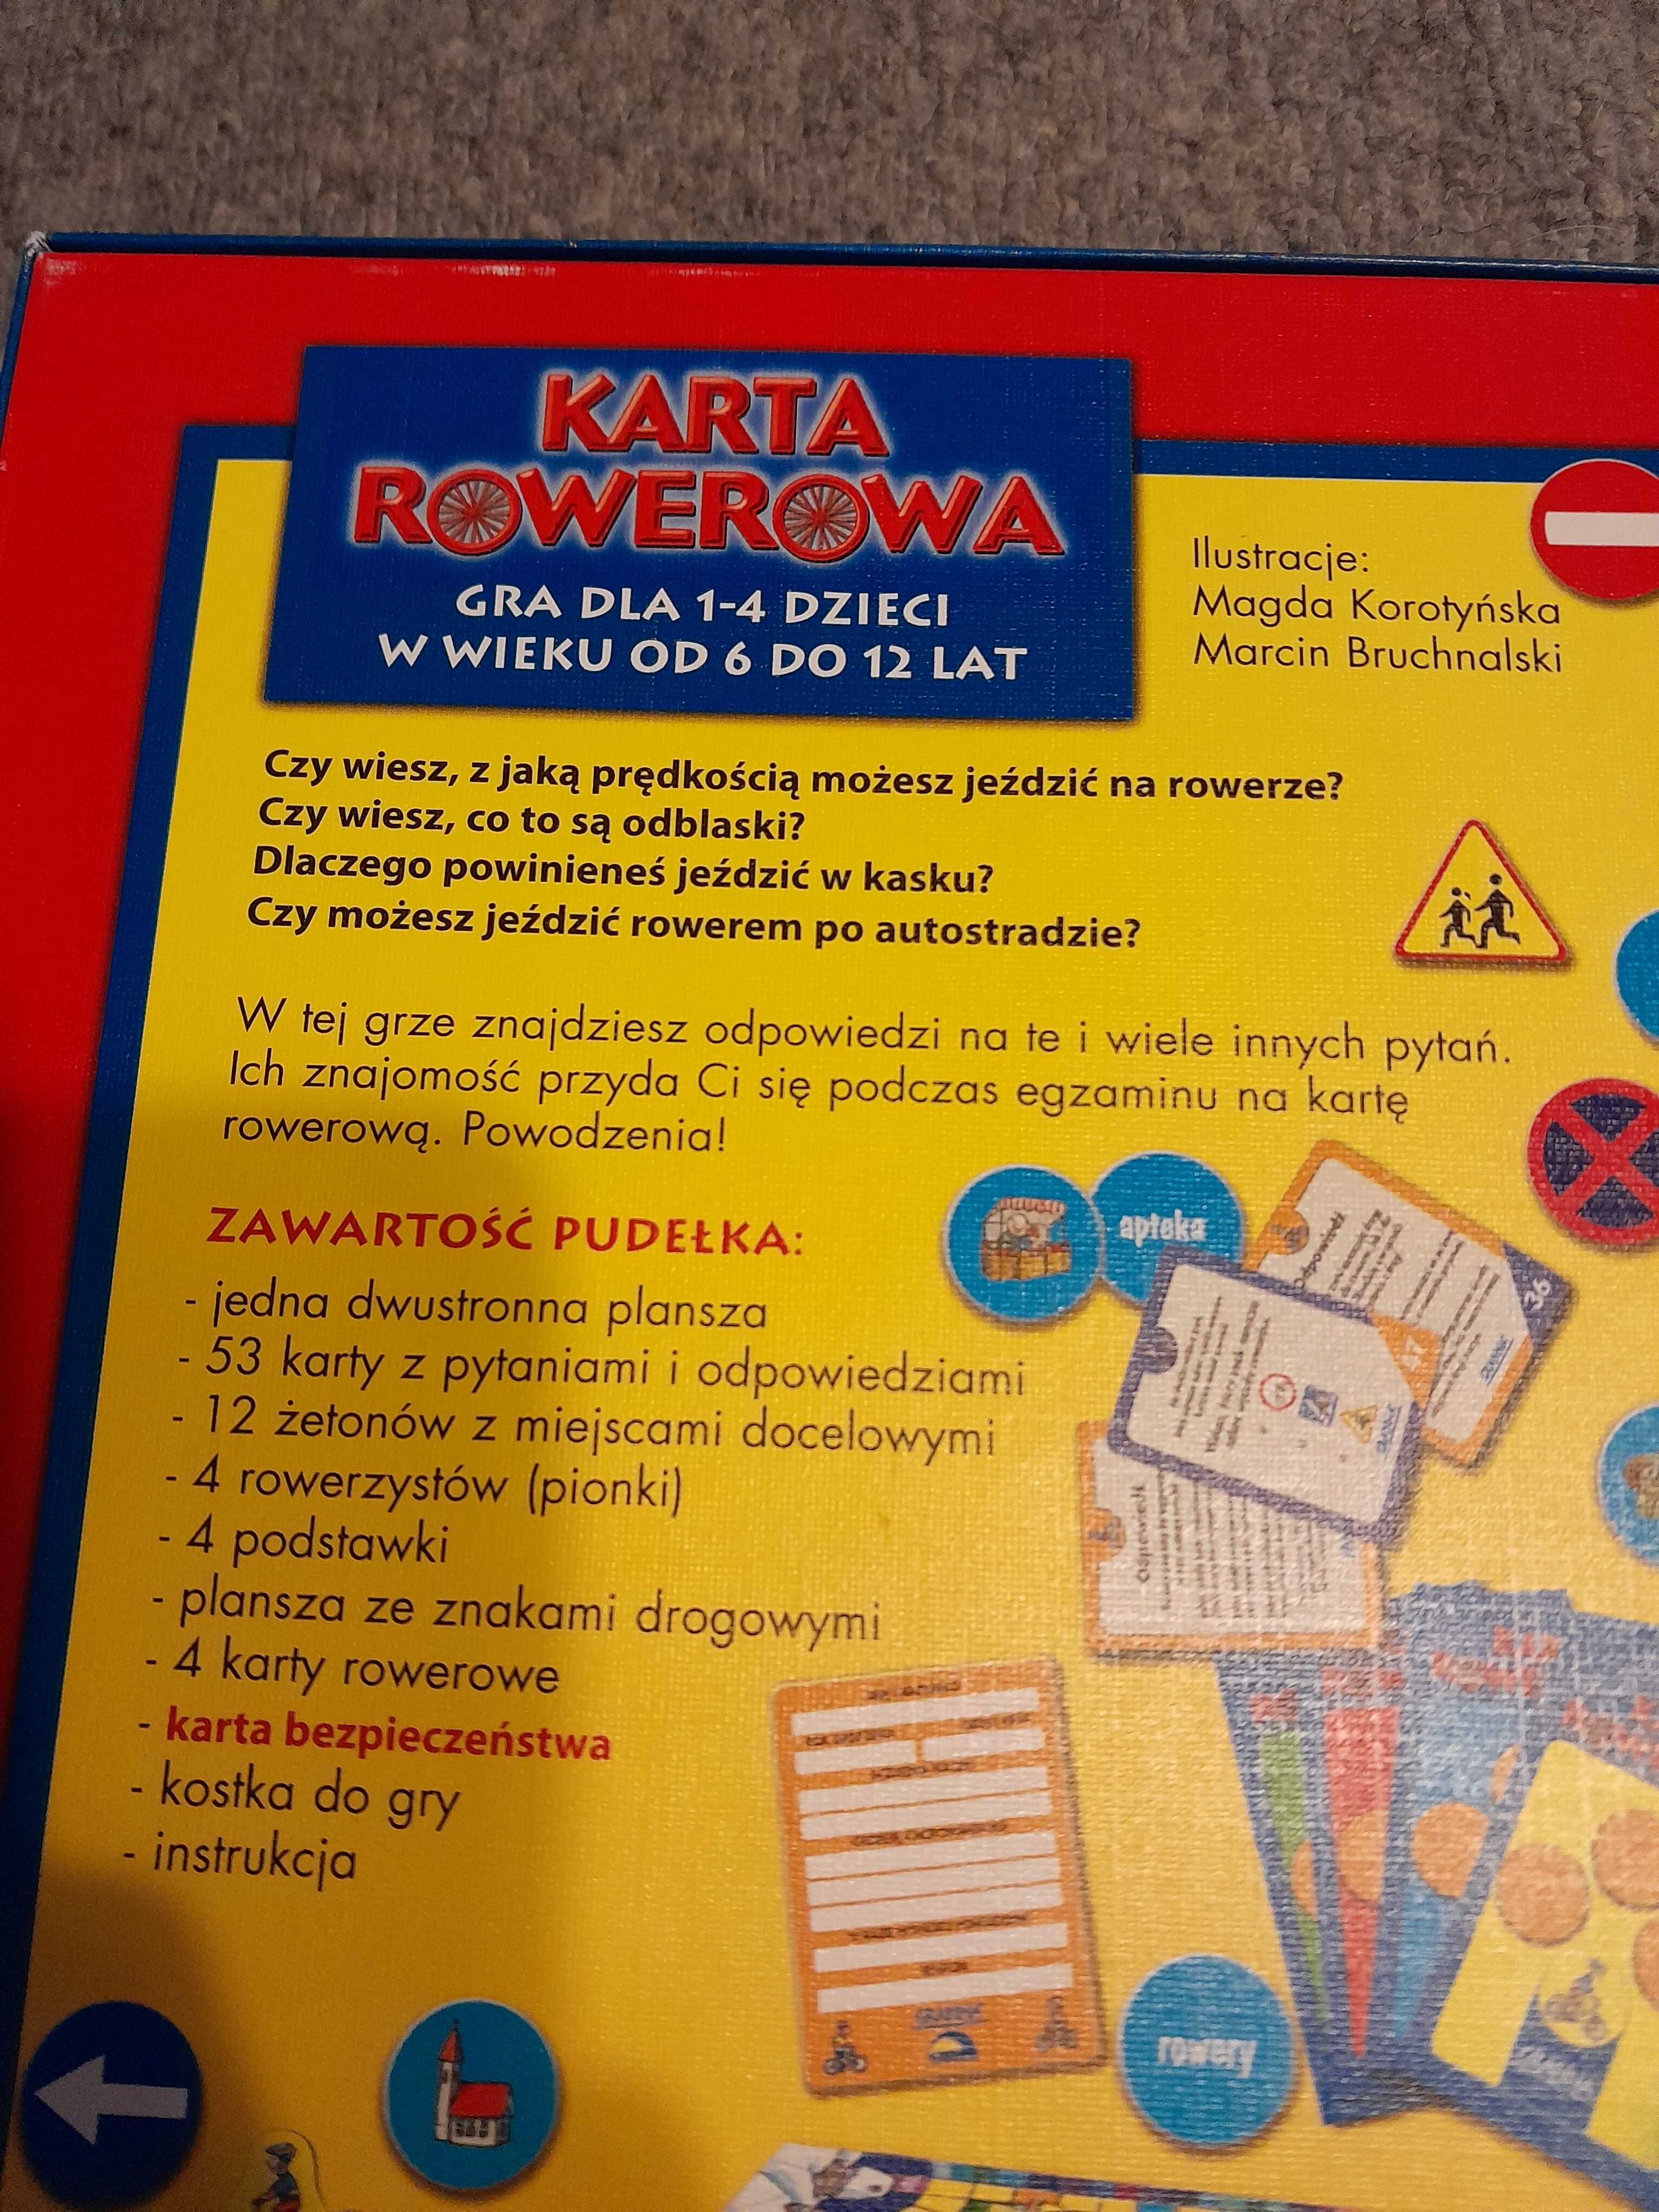 KARTA
ROWEROWA
GRA DLA 1-4 DZIECI
W WIEKU OD 6 DO 12 LAT
Ilustracje:
Magda Korotyńska
Marcin Bruchnalski
Czy wiesz, z jaką prędkością możesz jeździć na rowerze?
Czy wiesz, co to są odblaski?
Dlaczego powinieneś jeździć w kasku?
Czy możesz jeździć rowerem po autostradzie?
W tej grze znajdziesz odpowiedzi na te i wiele innych pytań.
Ich znajomość przyda Ci się podczas egzaminu na kartę
rowerową. Powodzenia!
ZAWARTOŚĆ PUDEŁKA:
- jedna dwustronna plansza
- 53 karty z pytaniami i odpowiedziami
- 12 żetonów z miejscami docelowymi
- 4 rowerzystów (pionki)
- 4 podstawki
- plansza ze znakami drogowymi
- 4 karty rowerowe
- karta bezpieczeństwa
- kostka do gry
- instrukcja
apteka
36
47
rowery